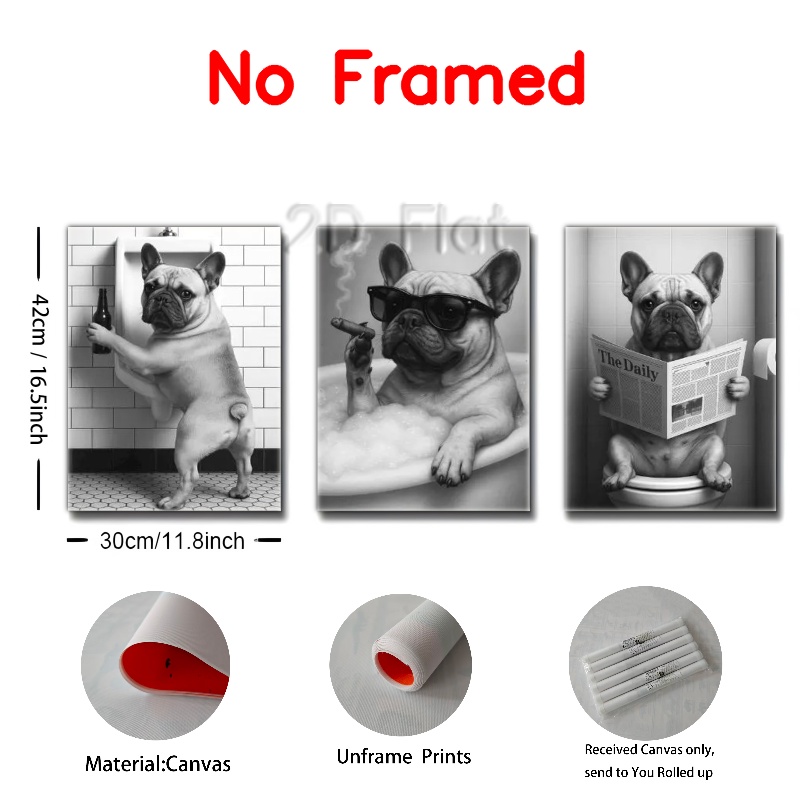 No Framed
2D Flat
42cm / 16.5inch
The Daily
30cm/11.8inch
Material:Canvas
Unframe Prints
Received Canvas only,
send to You Rolled up